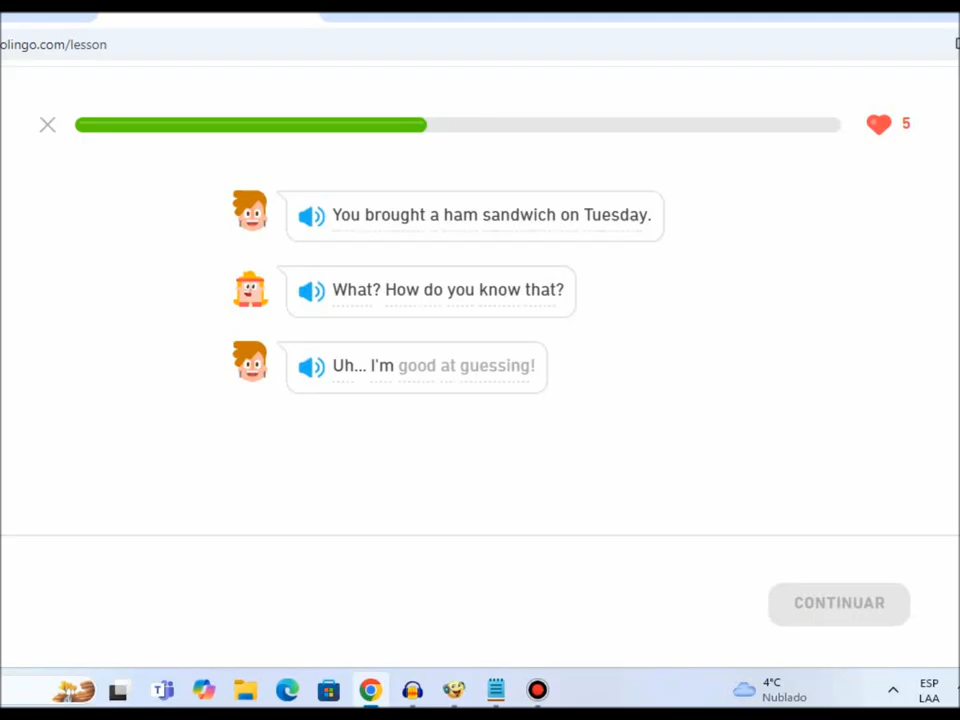 olingo.com/lesson
5
You brought a ham sandwich on Tuesday.
What? How do you know that?
Uh... I'm good at guessing!
CONTINUAR
4°C
Nublado
ESP
LAA